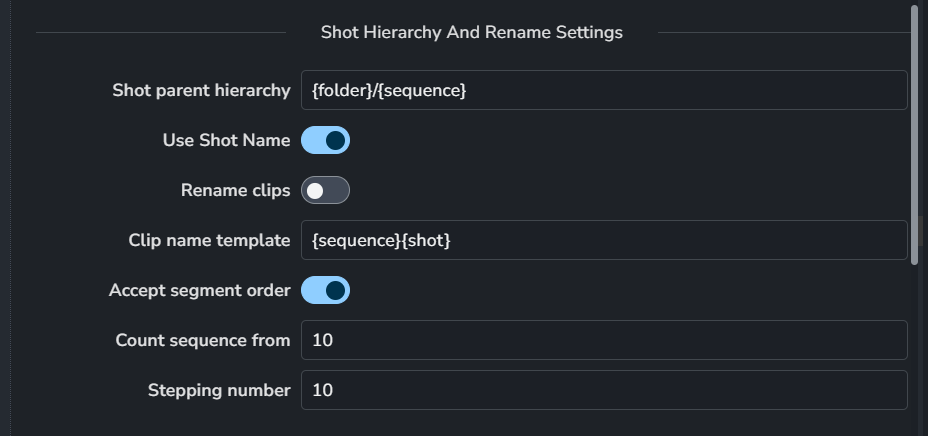 Shot Hierarchy And Rename Settings
Shot parent hierarchy {folder}/{sequence}
Use Shot Name
Rename clips
Clip name template {sequence}{shot}
Accept segment order
Count sequence from 10
Stepping number 10